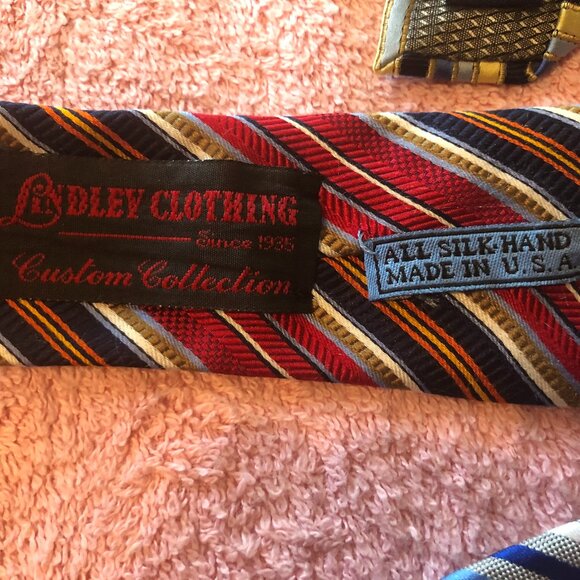 LINDLEY CLOTHING
Since 1935
Custom Collection
ALL SILK-HAND
MADE IN U.S.A